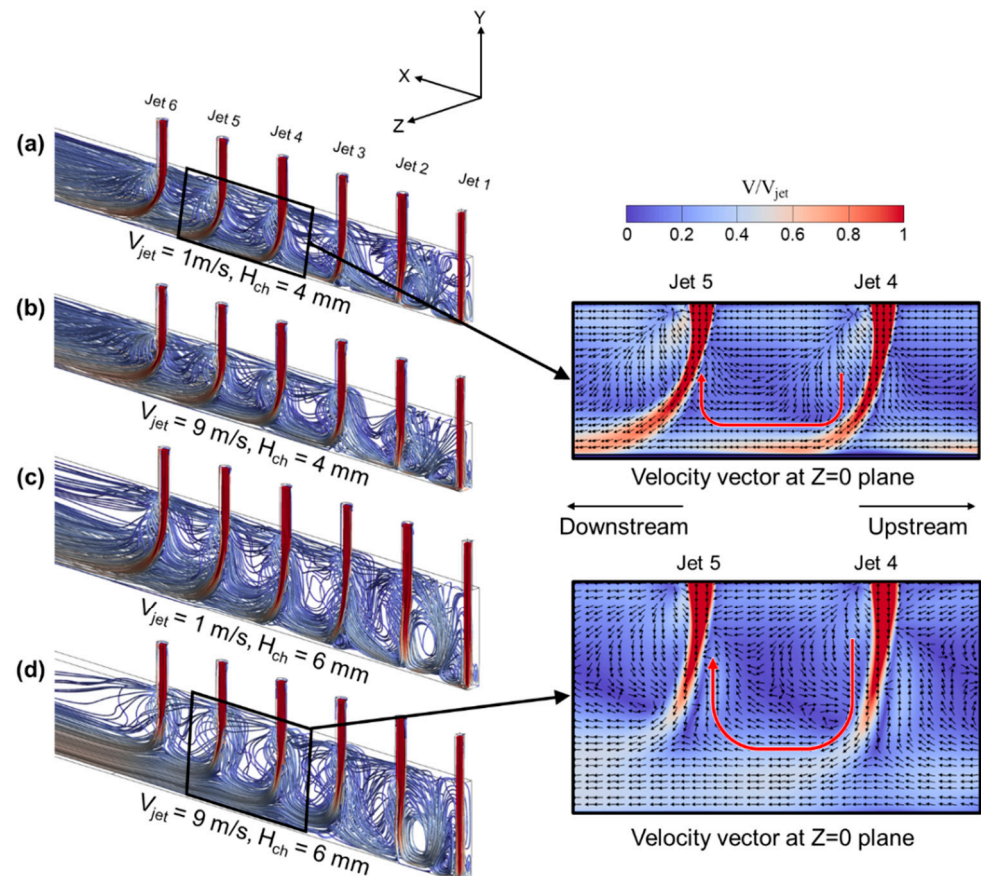 Y
X
Z
Jet 6
Jet 5
Jet 4
Jet 3
Jet 2
Jet 1
(a)
V_jet = 1m/s, H_ch = 4 mm
(b)
V_jet = 9 m/s, H_ch = 4 mm
(c)
V_jet = 1 m/s, H_ch = 6 mm
(d)
V_jet = 9 m/s, H_ch = 6 mm
V/V_jet
0 0.2 0.4 0.6 0.8 1
Jet 5 Jet 4
Velocity vector at Z=0 plane
Downstream Upstream
Jet 5 Jet 4
Velocity vector at Z=0 plane